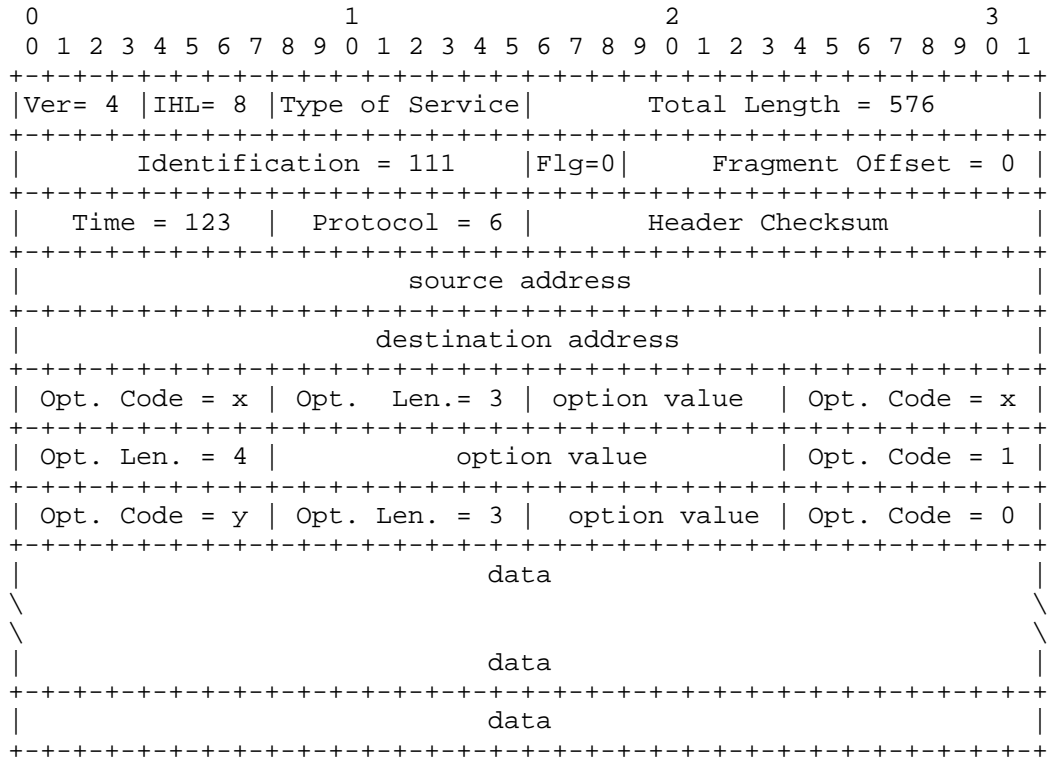 0                   1                   2                   3
 0 1 2 3 4 5 6 7 8 9 0 1 2 3 4 5 6 7 8 9 0 1 2 3 4 5 6 7 8 9 0 1
+-+-+-+-+-+-+-+-+-+-+-+-+-+-+-+-+-+-+-+-+-+-+-+-+-+-+-+-+-+-+-+-+
|Ver= 4 |IHL= 8 |Type of Service|       Total Length = 576      |
+-+-+-+-+-+-+-+-+-+-+-+-+-+-+-+-+-+-+-+-+-+-+-+-+-+-+-+-+-+-+-+-+
|       Identification = 111    |Flg=0|     Fragment Offset = 0 |
+-+-+-+-+-+-+-+-+-+-+-+-+-+-+-+-+-+-+-+-+-+-+-+-+-+-+-+-+-+-+-+-+
|   Time = 123  |  Protocol = 6 |       Header Checksum         |
+-+-+-+-+-+-+-+-+-+-+-+-+-+-+-+-+-+-+-+-+-+-+-+-+-+-+-+-+-+-+-+-+
|                        source address                         |
+-+-+-+-+-+-+-+-+-+-+-+-+-+-+-+-+-+-+-+-+-+-+-+-+-+-+-+-+-+-+-+-+
|                      destination address                      |
+-+-+-+-+-+-+-+-+-+-+-+-+-+-+-+-+-+-+-+-+-+-+-+-+-+-+-+-+-+-+-+-+
| Opt. Code = x | Opt.  Len.= 3 | option value  | Opt. Code = x |
+-+-+-+-+-+-+-+-+-+-+-+-+-+-+-+-+-+-+-+-+-+-+-+-+-+-+-+-+-+-+-+-+
| Opt. Len. = 4 |           option value        | Opt. Code = 1 |
+-+-+-+-+-+-+-+-+-+-+-+-+-+-+-+-+-+-+-+-+-+-+-+-+-+-+-+-+-+-+-+-+
| Opt. Code = y | Opt. Len. = 3 |  option value | Opt. Code = 0 |
+-+-+-+-+-+-+-+-+-+-+-+-+-+-+-+-+-+-+-+-+-+-+-+-+-+-+-+-+-+-+-+-+
|                             data                              |
\                                                               \
\                                                               \
|                             data                              |
+-+-+-+-+-+-+-+-+-+-+-+-+-+-+-+-+-+-+-+-+-+-+-+-+-+-+-+-+-+-+-+-+
|                             data                              |
+-+-+-+-+-+-+-+-+-+-+-+-+-+-+-+-+-+-+-+-+-+-+-+-+-+-+-+-+-+-+-+-+